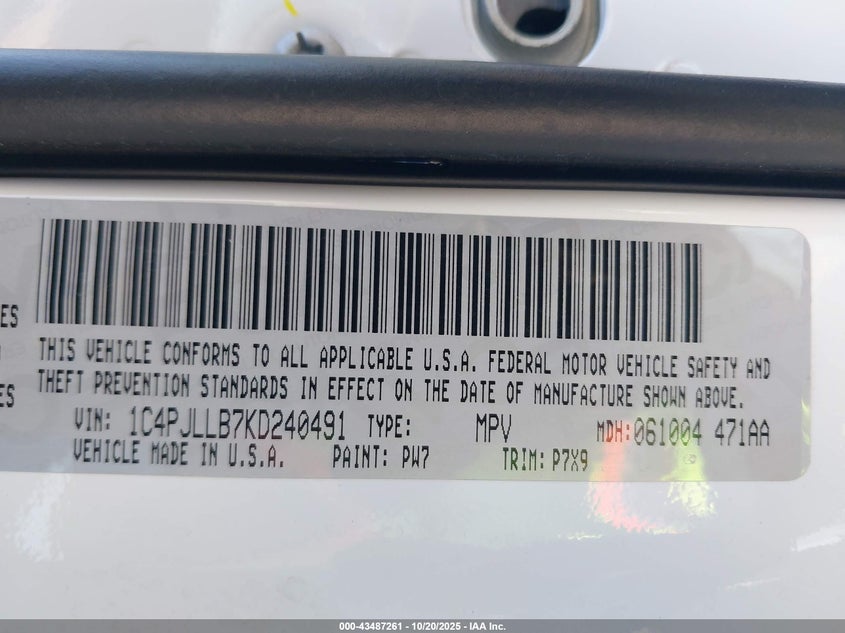 ES
THIS VEHICLE CONFORMS TO ALL APPLICABLE U.S.A. FEDERAL MOTOR VEHICLE SAFETY AND
ES
THEFT PREVENTION STANDARDS IN EFFECT ON THE DATE OF MANUFACTURE SHOWN ABOVE.
VIN: 1C4PJLLB7KD240491 TYPE: MPV MDH:061004 471AA
VEHICLE MADE IN U.S.A. PAINT: PW7 TRIM: P7X9
000-43487261 - 10/20/2025 - IAA Inc.